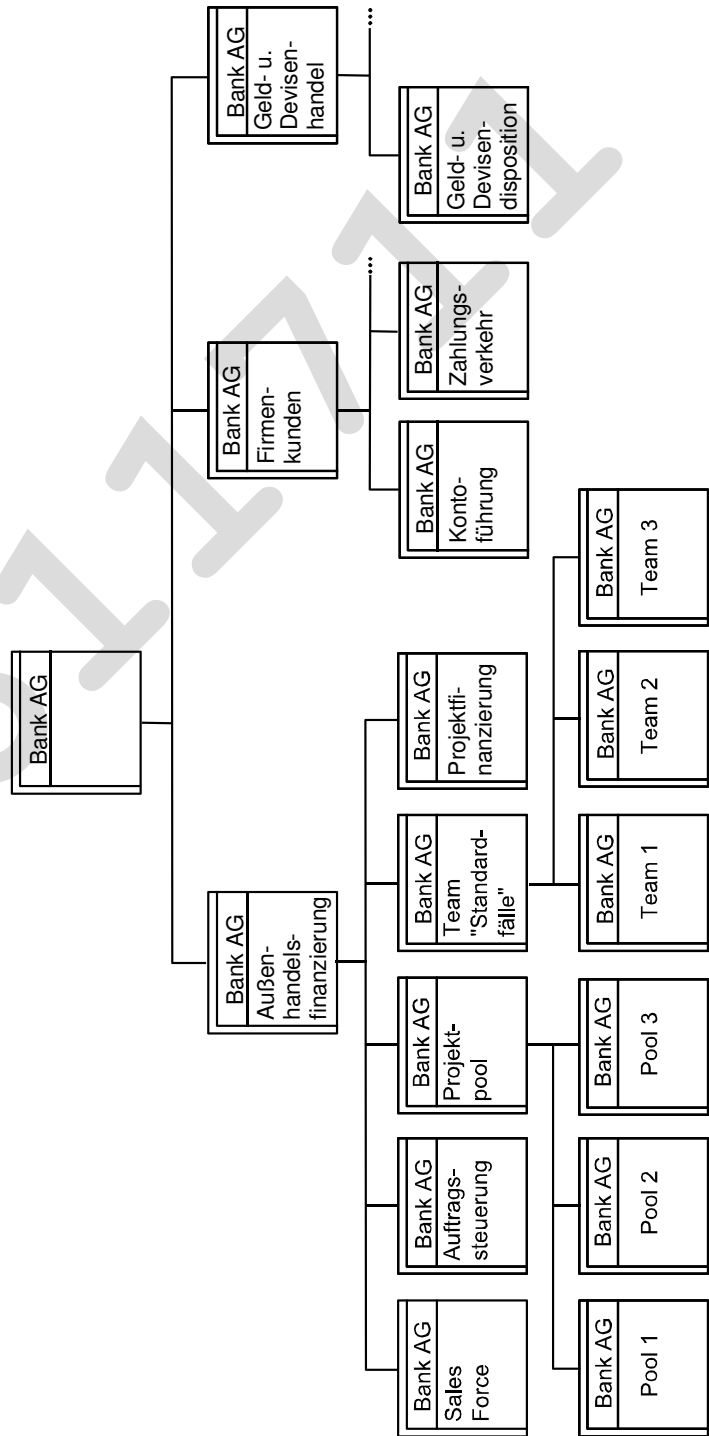 Bank AG
Bank AG
Außen-
handels-
finanzierung
Bank AG
Firmen-
kunden
Bank AG
Geld- u.
Devisen-
handel
Bank AG
Sales
Force
Bank AG
Auftrags-
steuerung
Bank AG
Projekt-
pool
Bank AG
Team
"Standard-
fälle"
Bank AG
Projektfi-
nanzierung
Bank AG
Konto-
führung
Bank AG
Zahlungs-
verkehr
....
Bank AG
Geld- u.
Devisen-
disposition
....
Bank AG
Pool 1
Bank AG
Pool 2
Bank AG
Pool 3
Bank AG
Team 1
Bank AG
Team 2
Bank AG
Team 3
11711